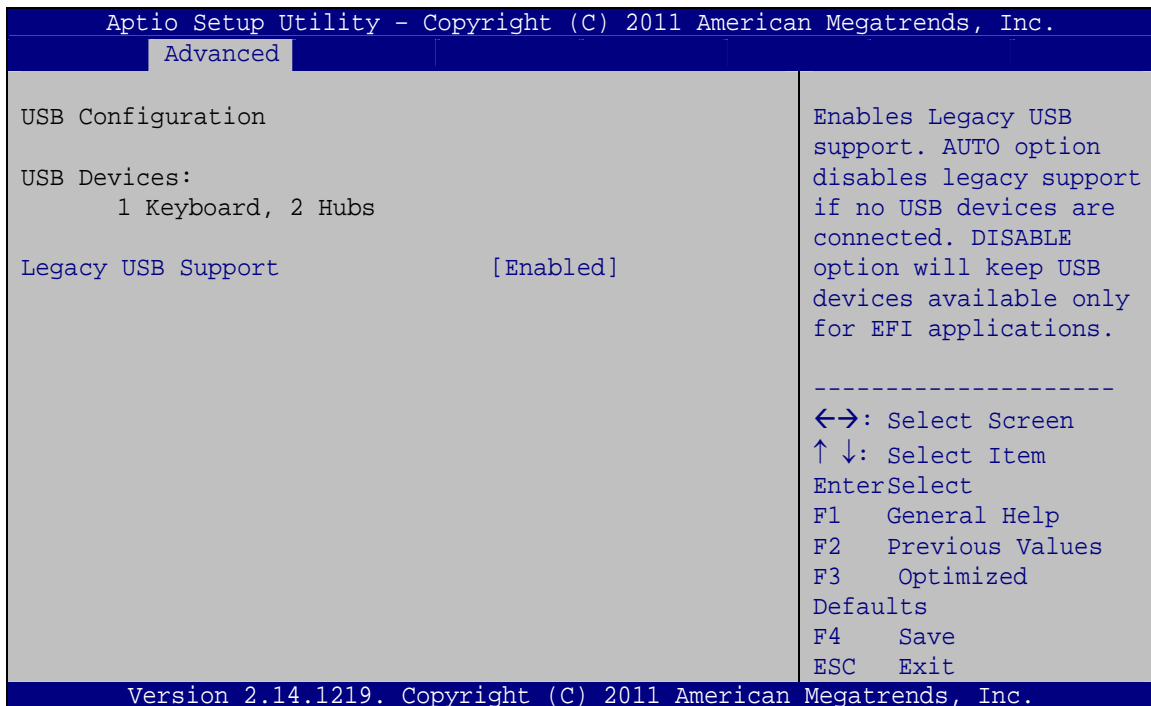 Aptio Setup Utility – Copyright (C) 2011 American Megatrends, Inc.
Advanced
USB Configuration
USB Devices:
1 Keyboard, 2 Hubs
Legacy USB Support [Enabled]
Enables Legacy USB
support. AUTO option
disables legacy support
if no USB devices are
connected. DISABLE
option will keep USB
devices available only
for EFI applications.
---------------------
←→: Select Screen
↑ ↓: Select Item
EnterSelect
F1 General Help
F2 Previous Values
F3 Optimized
Defaults
F4 Save
ESC Exit
Version 2.14.1219. Copyright (C) 2011 American Megatrends, Inc.